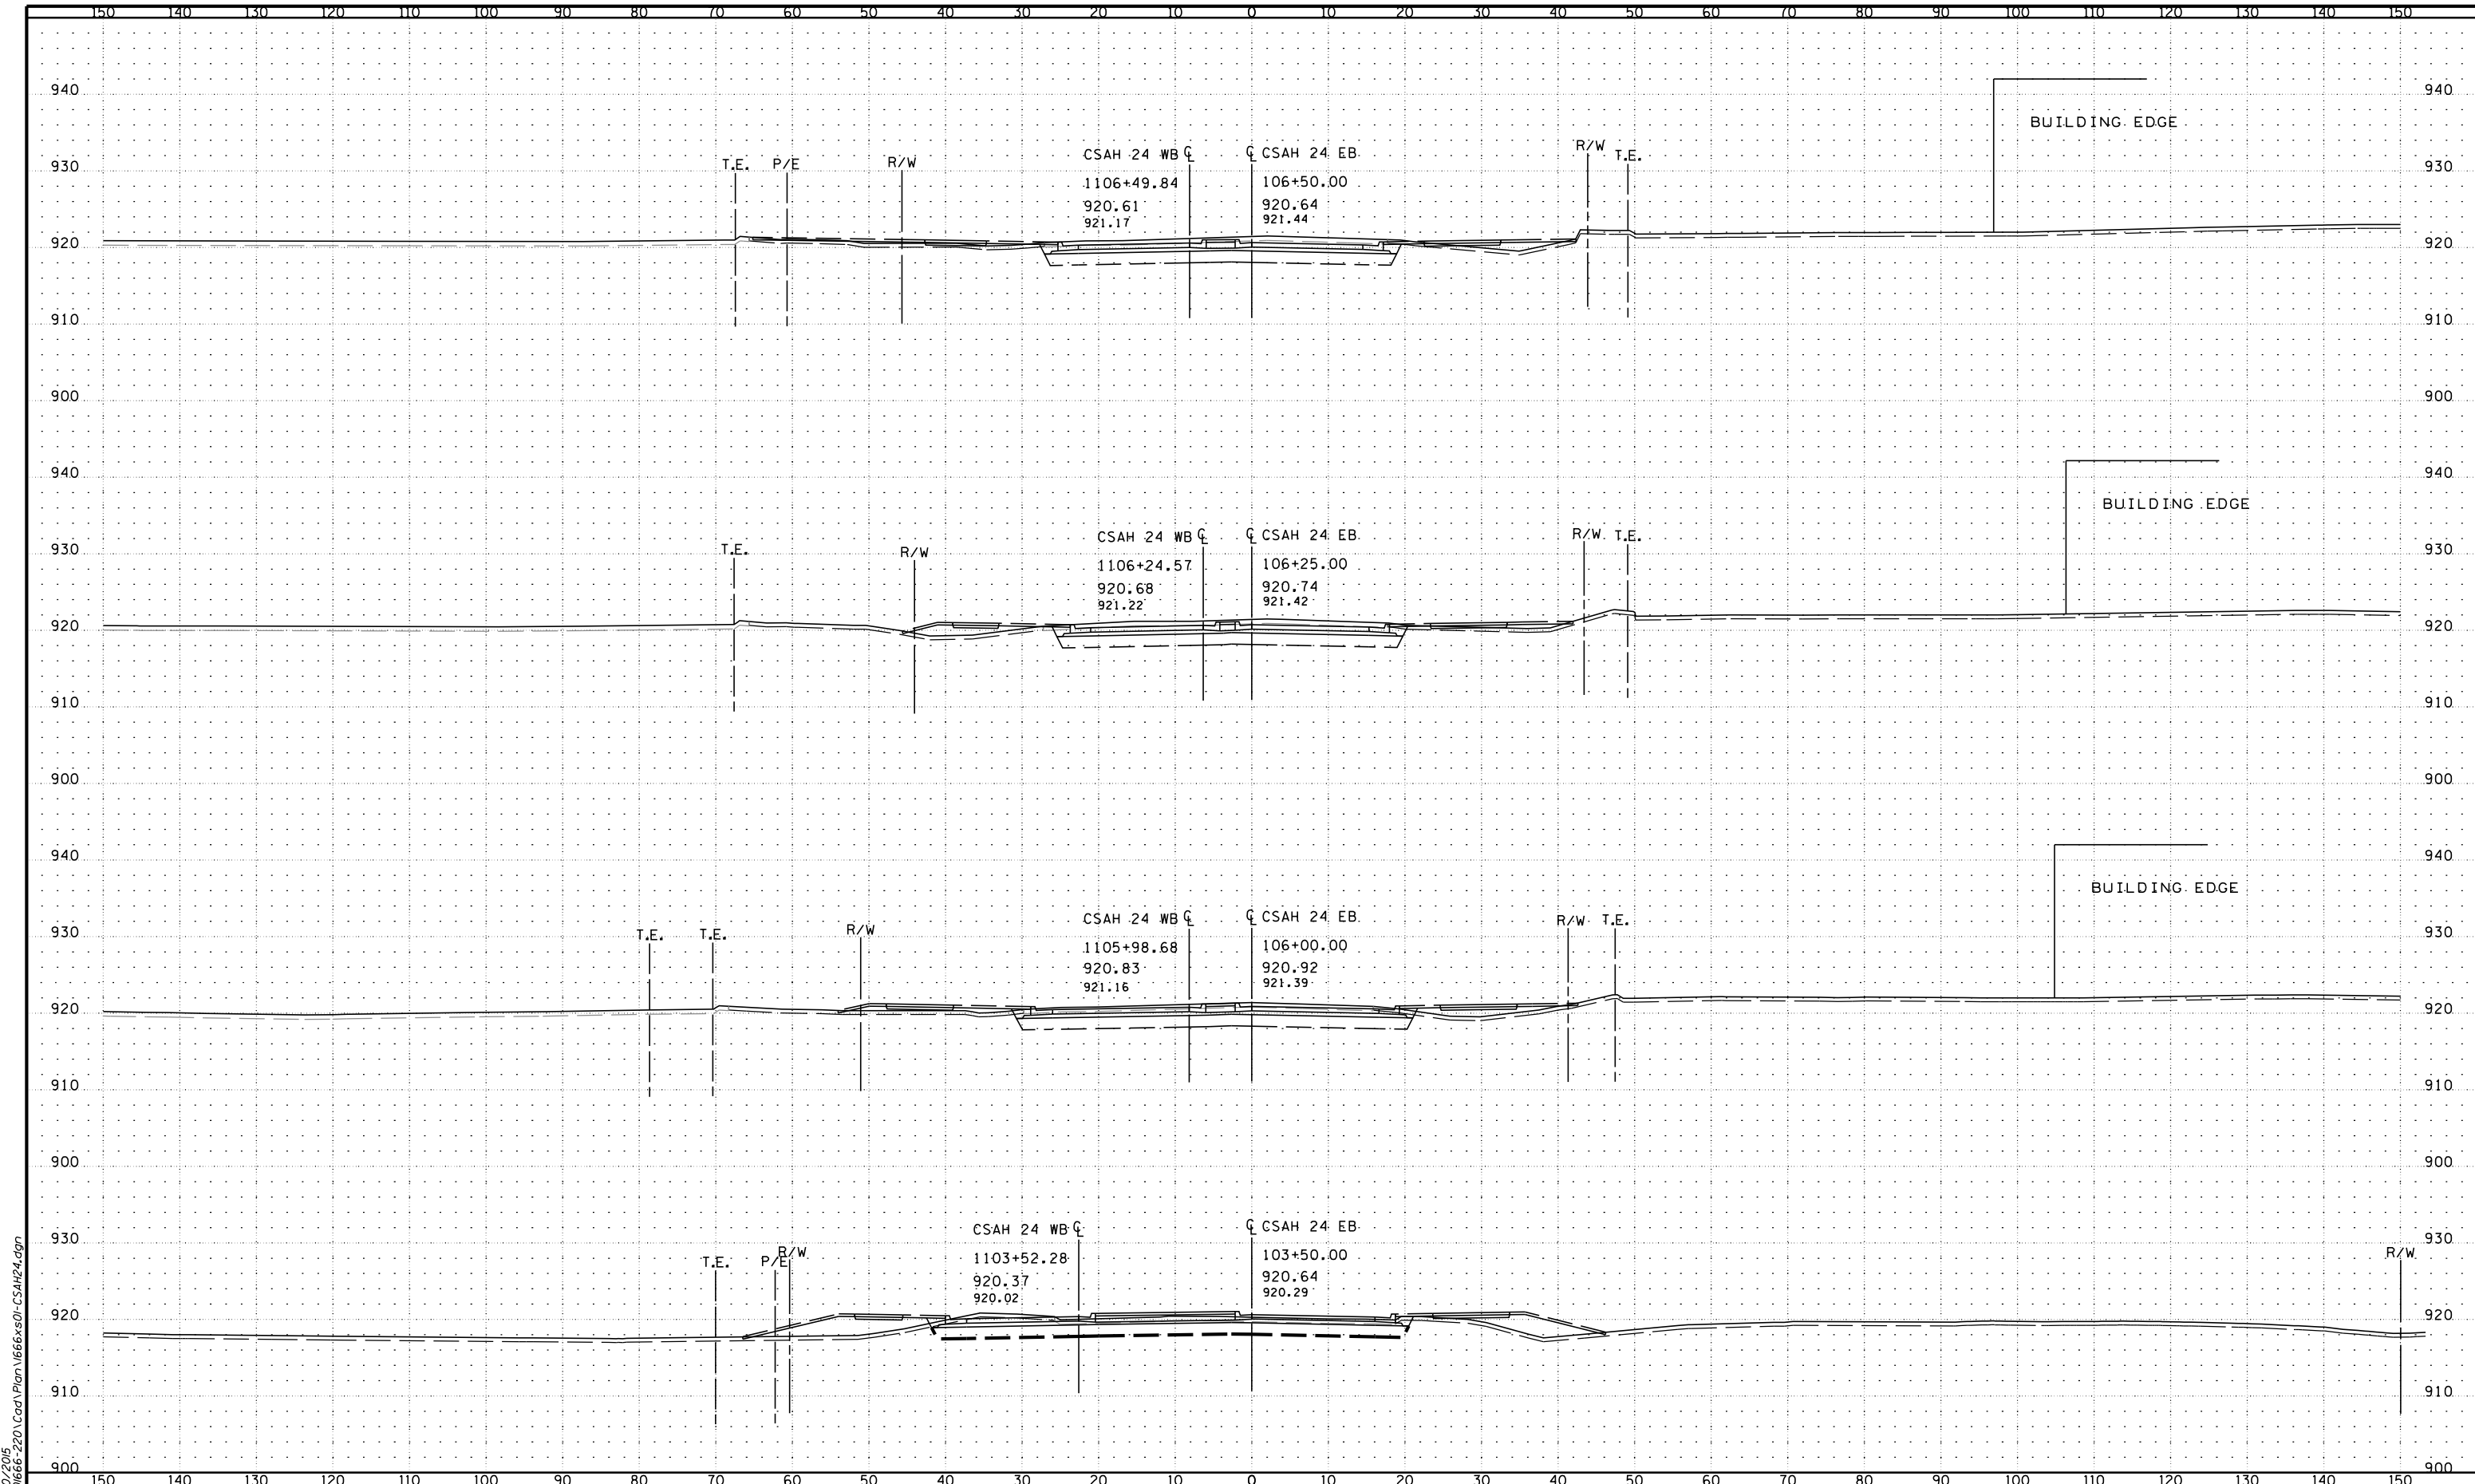 150 140 130 120 110 100 90 80 70 60 50 40 30 20 10 0 10 20 30 40 50 60 70 80 90 100 110 120 130 140 150
940 940
BUILDING EDGE
930 T.E. P/E R/W CSAH 24 WB ℄ ℄ CSAH 24 EB R/W T.E. 930
1106+49.84 106+50.00
920.61 920.64
921.17 921.44
920 920
910 910
900 900
940 940
BUILDING EDGE
930 T.E. R/W CSAH 24 WB ℄ ℄ CSAH 24 EB R/W T.E. 930
1106+24.57 106+25.00
920.68 920.74
921.22 921.42
920 920
910 910
900 900
940 940
BUILDING EDGE
930 T.E. T.E. R/W CSAH 24 WB ℄ ℄ CSAH 24 EB R/W T.E. 930
1105+98.68 106+00.00
920.83 920.92
921.16 921.39
920 920
910 910
900 900
930 T.E. P/E R/W CSAH 24 WB ℄ ℄ CSAH 24 EB R/W 930
1103+52.28 103+50.00
920.37 920.64
920.02 920.29
920 920
910 910
900 900
150 140 130 120 110 100 90 80 70 60 50 40 30 20 10 0 10 20 30 40 50 60 70 80 90 100 110 120 130 140 150
0/2015
1666-220\Cad\Plan\1666xs01-CSAH24.dgn